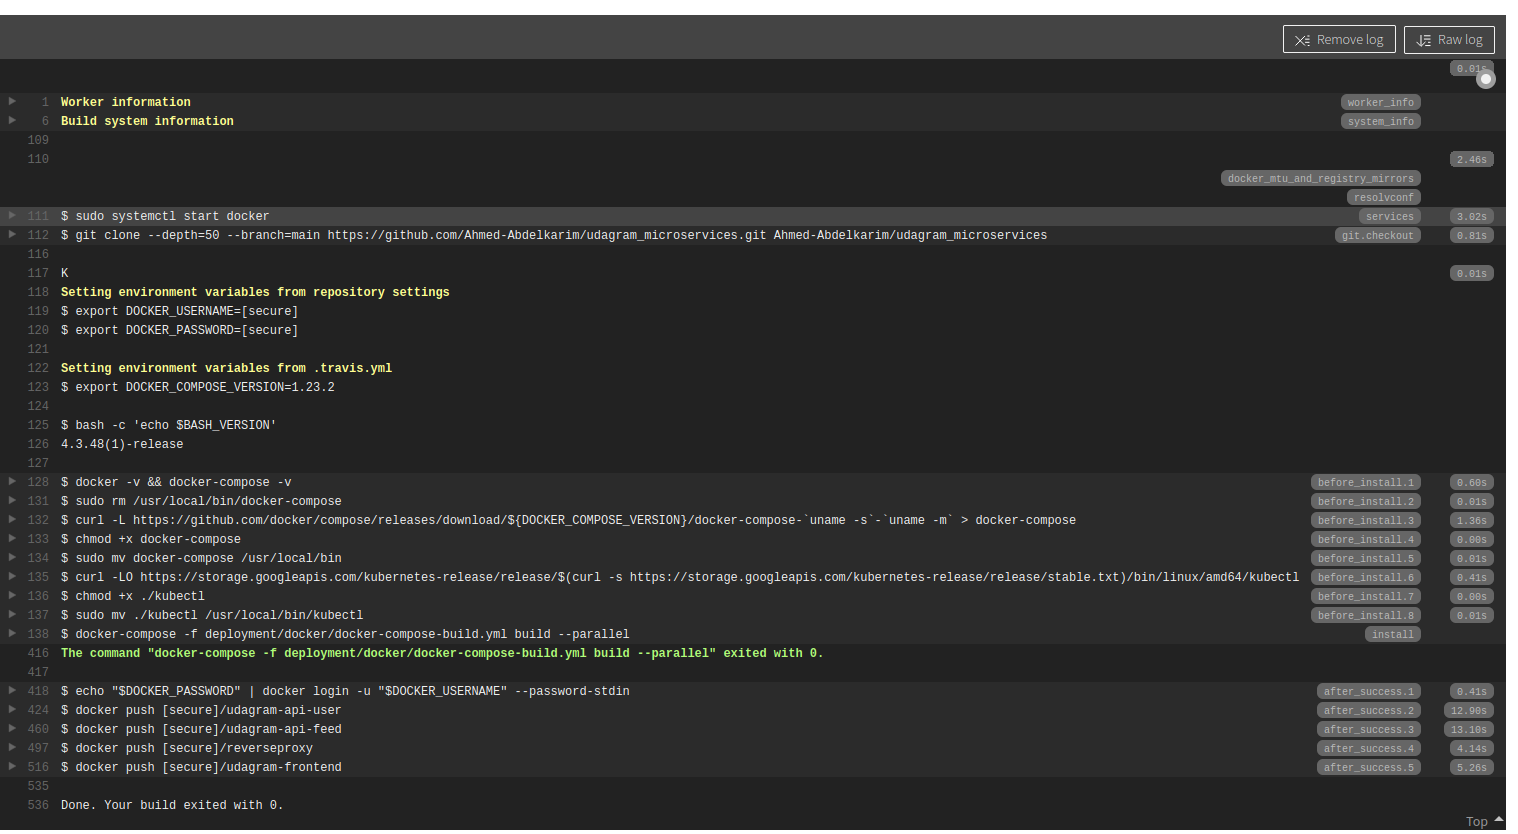 Remove log Raw log
0.01s
1 Worker information worker_info
6 Build system information system_info
109
110 2.46s
docker_mtu_and_registry_mirrors
resolvconf
111 $ sudo systemctl start docker services 3.02s
112 $ git clone --depth=50 --branch=main https://github.com/Ahmed-Abdelkarim/udagram_microservices.git Ahmed-Abdelkarim/udagram_microservices git.checkout 0.81s
116
117 K 0.01s
118 Setting environment variables from repository settings
119 $ export DOCKER_USERNAME=[secure]
120 $ export DOCKER_PASSWORD=[secure]
121
122 Setting environment variables from .travis.yml
123 $ export DOCKER_COMPOSE_VERSION=1.23.2
124
125 $ bash -c 'echo $BASH_VERSION'
126 4.3.48(1)-release
127
128 $ docker -v && docker-compose -v before_install.1 0.60s
131 $ sudo rm /usr/local/bin/docker-compose before_install.2 0.01s
132 $ curl -L https://github.com/docker/compose/releases/download/${DOCKER_COMPOSE_VERSION}/docker-compose-`uname -s`-`uname -m` > docker-compose before_install.3 1.36s
133 $ chmod +x docker-compose before_install.4 0.00s
134 $ sudo mv docker-compose /usr/local/bin before_install.5 0.01s
135 $ curl -LO https://storage.googleapis.com/kubernetes-release/release/$(curl -s https://storage.googleapis.com/kubernetes-release/release/stable.txt)/bin/linux/amd64/kubectl before_install.6 0.41s
136 $ chmod +x ./kubectl before_install.7 0.00s
137 $ sudo mv ./kubectl /usr/local/bin/kubectl before_install.8 0.01s
138 $ docker-compose -f deployment/docker/docker-compose-build.yml build --parallel install
416 The command "docker-compose -f deployment/docker/docker-compose-build.yml build --parallel" exited with 0.
417
418 $ echo "$DOCKER_PASSWORD" | docker login -u "$DOCKER_USERNAME" --password-stdin after_success.1 0.41s
424 $ docker push [secure]/udagram-api-user after_success.2 12.90s
460 $ docker push [secure]/udagram-api-feed after_success.3 13.10s
497 $ docker push [secure]/reverseproxy after_success.4 4.14s
516 $ docker push [secure]/udagram-frontend after_success.5 5.26s
535
536 Done. Your build exited with 0.
Top